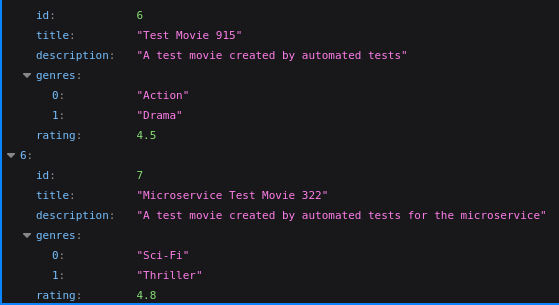 id: 6
title: "Test Movie 915"
description: "A test movie created by automated tests"
genres:
0: "Action"
1: "Drama"
rating: 4.5
6:
id: 7
title: "Microservice Test Movie 322"
description: "A test movie created by automated tests for the microservice"
genres:
0: "Sci-Fi"
1: "Thriller"
rating: 4.8